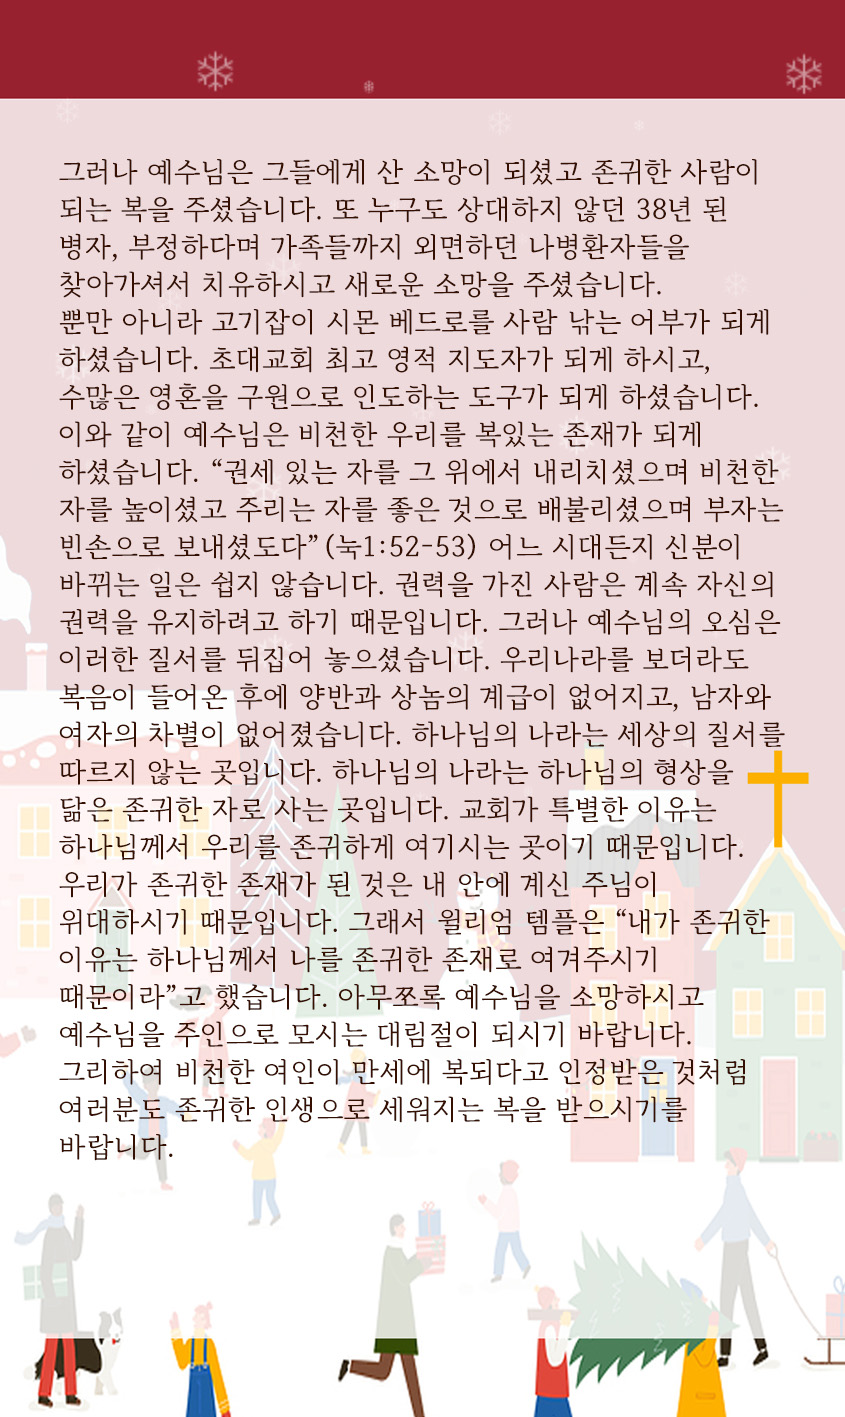 그러나 예수님은 그들에게 산 소망이 되셨고 존귀한 사람이
되는 복을 주셨습니다. 또 누구도 상대하지 않던 38년 된
병자, 부정하다며 가족들까지 외면하던 나병환자들을
찾아가셔서 치유하시고 새로운 소망을 주셨습니다.
뿐만 아니라 고기잡이 시몬 베드로를 사람 낚는 어부가 되게
하셨습니다. 초대교회 최고 영적 지도자가 되게 하시고,
수많은 영혼을 구원으로 인도하는 도구가 되게 하셨습니다.
이와 같이 예수님은 비천한 우리를 복있는 존재가 되게
하셨습니다. “권세 있는 자를 그 위에서 내리치셨으며 비천한
자를 높이셨고 주리는 자를 좋은 것으로 배불리셨으며 부자는
빈손으로 보내셨도다”(눅1:52-53) 어느 시대든지 신분이
바뀌는 일은 쉽지 않습니다. 권력을 가진 사람은 계속 자신의
권력을 유지하려고 하기 때문입니다. 그러나 예수님의 오심은
이러한 질서를 뒤집어 놓으셨습니다. 우리나라를 보더라도
복음이 들어온 후에 양반과 상놈의 계급이 없어지고, 남자와
여자의 차별이 없어졌습니다. 하나님의 나라는 세상의 질서를
따르지 않는 곳입니다. 하나님의 나라는 하나님의 형상을
닮은 존귀한 자로 사는 곳입니다. 교회가 특별한 이유는
하나님께서 우리를 존귀하게 여기시는 곳이기 때문입니다.
우리가 존귀한 존재가 된 것은 내 안에 계신 주님이
위대하시기 때문입니다. 그래서 윌리엄 템플은 “내가 존귀한
이유는 하나님께서 나를 존귀한 존재로 여겨주시기
때문이라”고 했습니다. 아무쪼록 예수님을 소망하시고
예수님을 주인으로 모시는 대림절이 되시기 바랍니다.
그리하여 비천한 여인이 만세에 복되다고 인정받은 것처럼
여러분도 존귀한 인생으로 세워지는 복을 받으시기를
바랍니다.